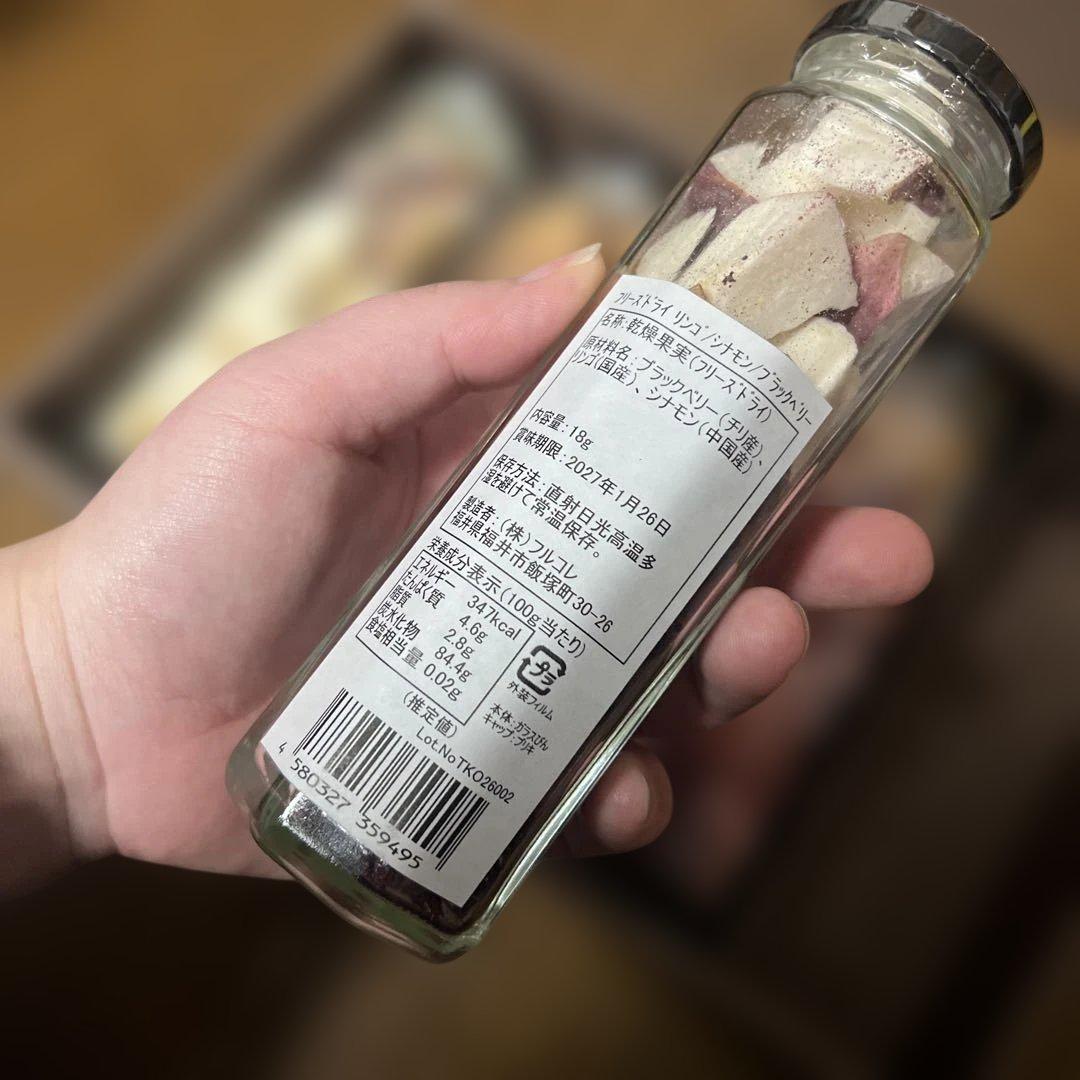 フリーズドライ リンゴ/シナモン/ブラックベリー
名称:乾燥果実(フリーズドライ)
原材料名:ブラックベリー(チリ産)、
リンゴ(国産)、シナモン(中国産)
内容量:18g
賞味期限:2027年1月26日
保存方法:直射日光高温多
湿を避けて常温保存。
製造者:(株)フルコレ
福井県福井市飯塚町30-26
栄養成分表示(100g当たり)
エネルギー 347kcal
たんぱく質 4.6g
脂質 2.8g
炭水化物 84.4g
食塩相当量 0.02g
(推定値)
プラ
外装フィルム
本体:ガラスびん
キャップ:ブリキ
Lot.No TKO26002
4 580327 359495